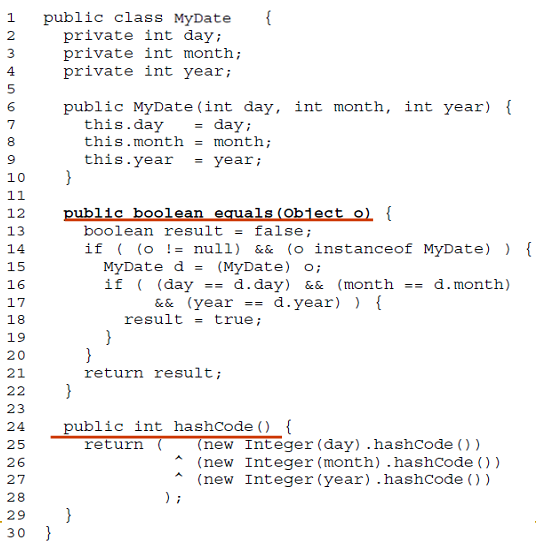 1 public class MyDate {
2 private int day;
3 private int month;
4 private int year;
5
6 public MyDate(int day, int month, int year) {
7 this.day = day;
8 this.month = month;
9 this.year = year;
10 }
11
12 public boolean equals(Object o) {
13 boolean result = false;
14 if ( (o != null) && (o instanceof MyDate) ) {
15 MyDate d = (MyDate) o;
16 if ( (day == d.day) && (month == d.month)
17 && (year == d.year) ) {
18 result = true;
19 }
20 }
21 return result;
22 }
23
24 public int hashCode() {
25 return ( (new Integer(day).hashCode())
26 ^ (new Integer(month).hashCode())
27 ^ (new Integer(year).hashCode())
28 );
29 }
30 }